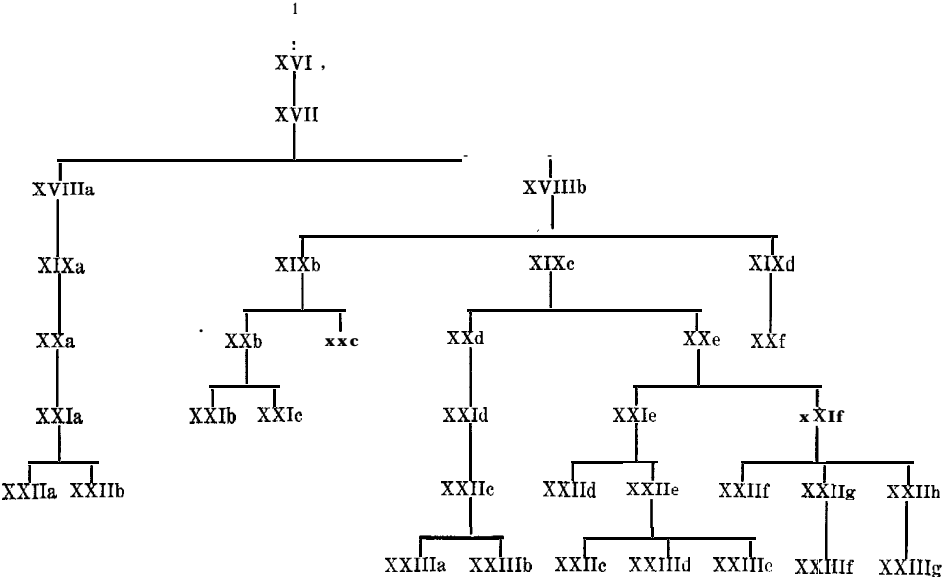 1
XVI ,
XVII
XVIIIa XVIIIb
XIXa XIXb XIXc XIXd
XXa XXb xxc XXd XXe XXf
XXIa XXIb XXIc XXId XXIe xXIf
XXIIa XXIIb XXIIc XXIId XXIIe XXIIf XXIIg XXIIh
XXIIIa XXIIIb XXIIc XXIIId XXIIIe XXIIIf XXIIIg